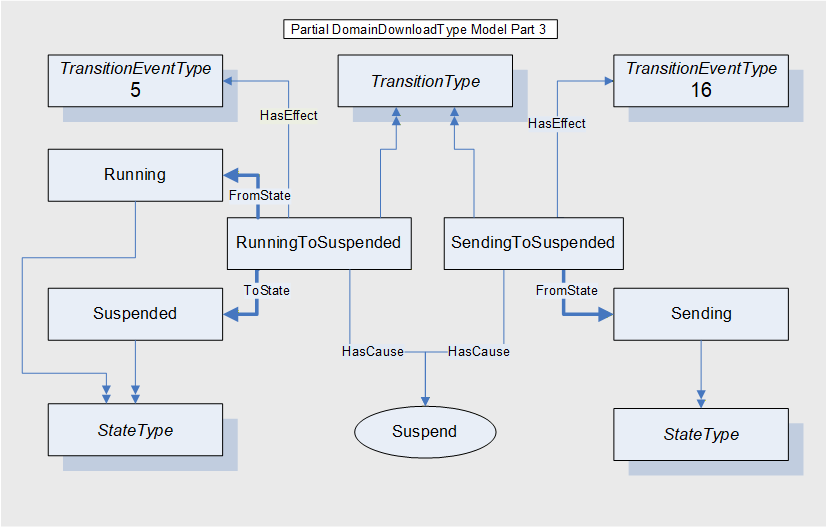 Partial DomainDownloadType Model Part 3
TransitionEventType
5
TransitionType
TransitionEventType
16
HasEffect
HasEffect
Running
FromState
RunningToSuspended
SendingToSuspended
ToState
FromState
Suspended
Sending
HasCause
HasCause
StateType
Suspend
StateType